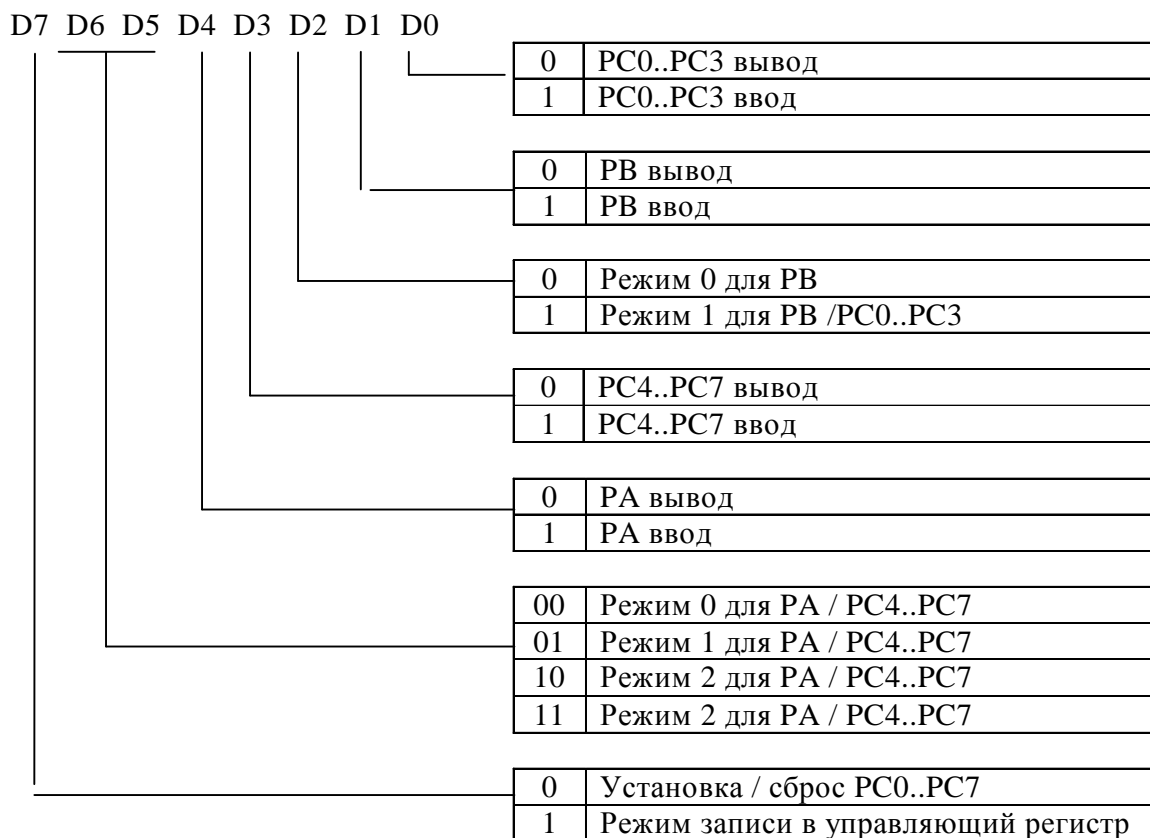 D7 D6 D5 D4 D3 D2 D1 D0
0 PC0..PC3 вывод
1 PC0..PC3 ввод
0 PB вывод
1 PB ввод
0 Режим 0 для PB
1 Режим 1 для PB /PC0..PC3
0 PC4..PC7 вывод
1 PC4..PC7 ввод
0 PA вывод
1 PA ввод
00 Режим 0 для PA / PC4..PC7
01 Режим 1 для PA / PC4..PC7
10 Режим 2 для PA / PC4..PC7
11 Режим 2 для PA / PC4..PC7
0 Установка / сброс PC0..PC7
1 Режим записи в управляющий регистр